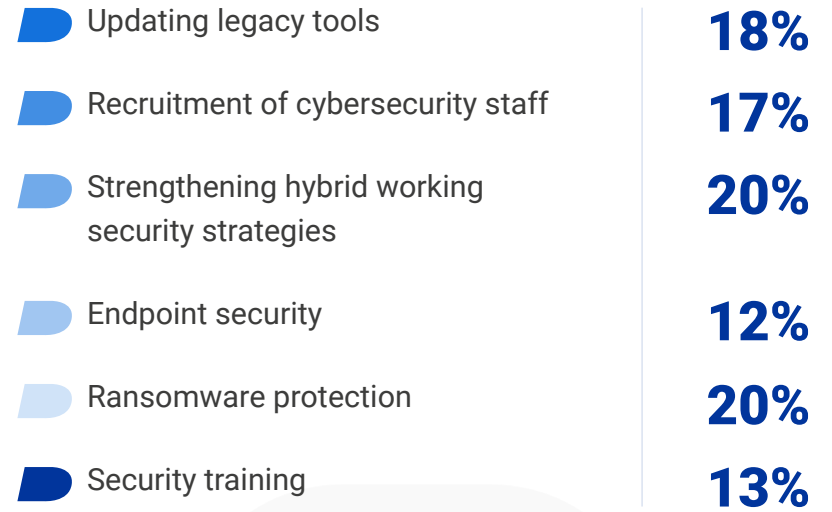 Updating legacy tools 18%
Recruitment of cybersecurity staff 17%
Strengthening hybrid working 20%
security strategies
Endpoint security 12%
Ransomware protection 20%
Security training 13%